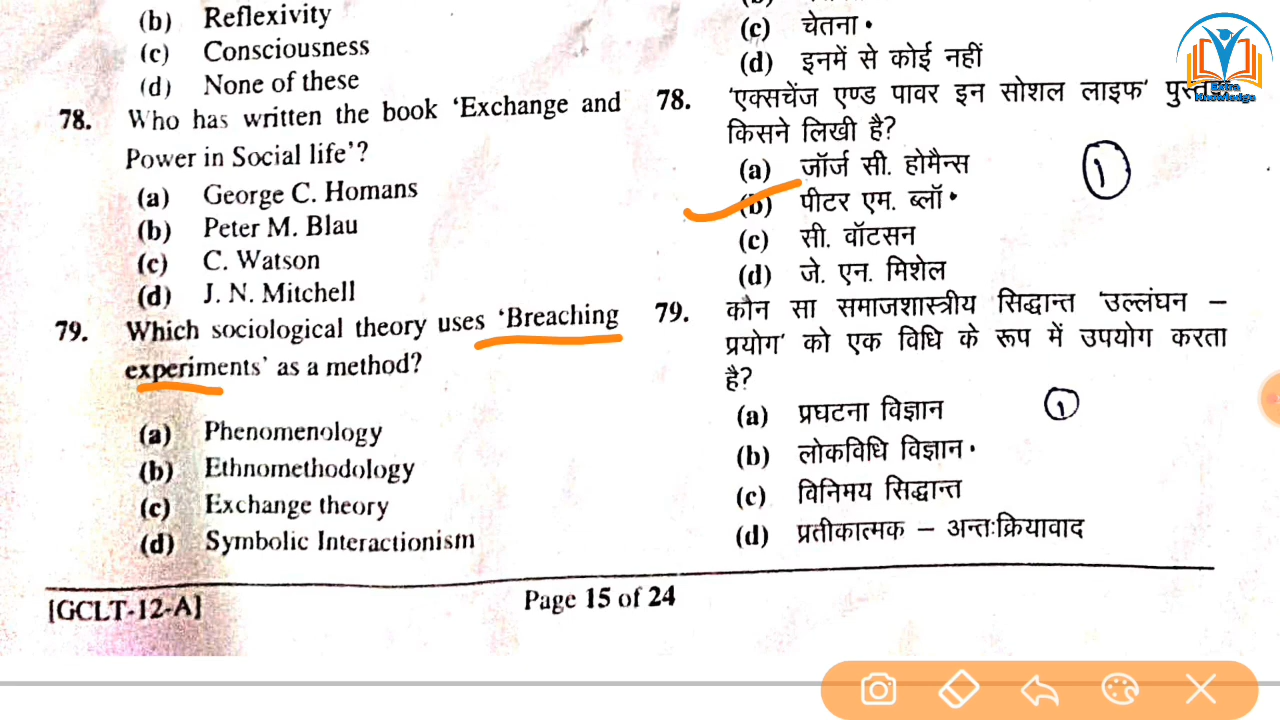 (b) Reflexivity
(c) Consciousness
(d) None of these
78. Who has written the book 'Exchange and
Power in Social life'?
(a) George C. Homans
(b) Peter M. Blau
(c) C. Watson
(d) J. N. Mitchell
79. Which sociological theory uses 'Breaching
experiments' as a method?
(a) Phenomenology
(b) Ethnomethodology
(c) Exchange theory
(d) Symbolic Interactionism
(c) चेतना
(d) इनमें से कोई नहीं
78. 'एक्सचेंज एण्ड पावर इन सोशल लाइफ' पुस्तक
किसने लिखी है?
(a) जॉर्ज सी. होमैन्स
(b) पीटर एम. ब्लॉ
(c) सी. वॉटसन
(d) जे. एन. मिशेल
1
79. कौन सा समाजशास्त्रीय सिद्धान्त 'उल्लंघन –
प्रयोग' को एक विधि के रूप में उपयोग करता
है?
(a) प्रघटना विज्ञान
(b) लोकविधि विज्ञान
(c) विनिमय सिद्धान्त
(d) प्रतीकात्मक – अन्तःक्रियावाद
1
[GCLT-12-A]
Page 15 of 24
Extra
Knowledge